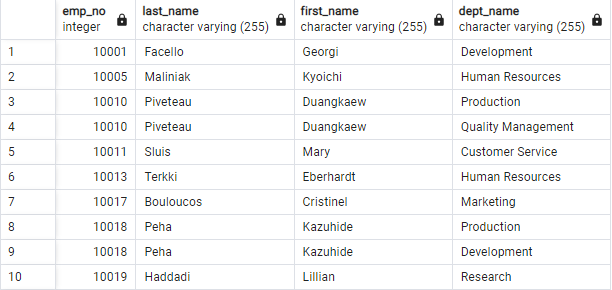 emp_no last_name first_name dept_name
integer character varying (255) character varying (255) character varying (255)
1 10001 Facello Georgi Development
2 10005 Maliniak Kyoichi Human Resources
3 10010 Piveteau Duangkaew Production
4 10010 Piveteau Duangkaew Quality Management
5 10011 Sluis Mary Customer Service
6 10013 Terkki Eberhardt Human Resources
7 10017 Bouloucos Cristinel Marketing
8 10018 Peha Kazuhide Production
9 10018 Peha Kazuhide Development
10 10019 Haddadi Lillian Research